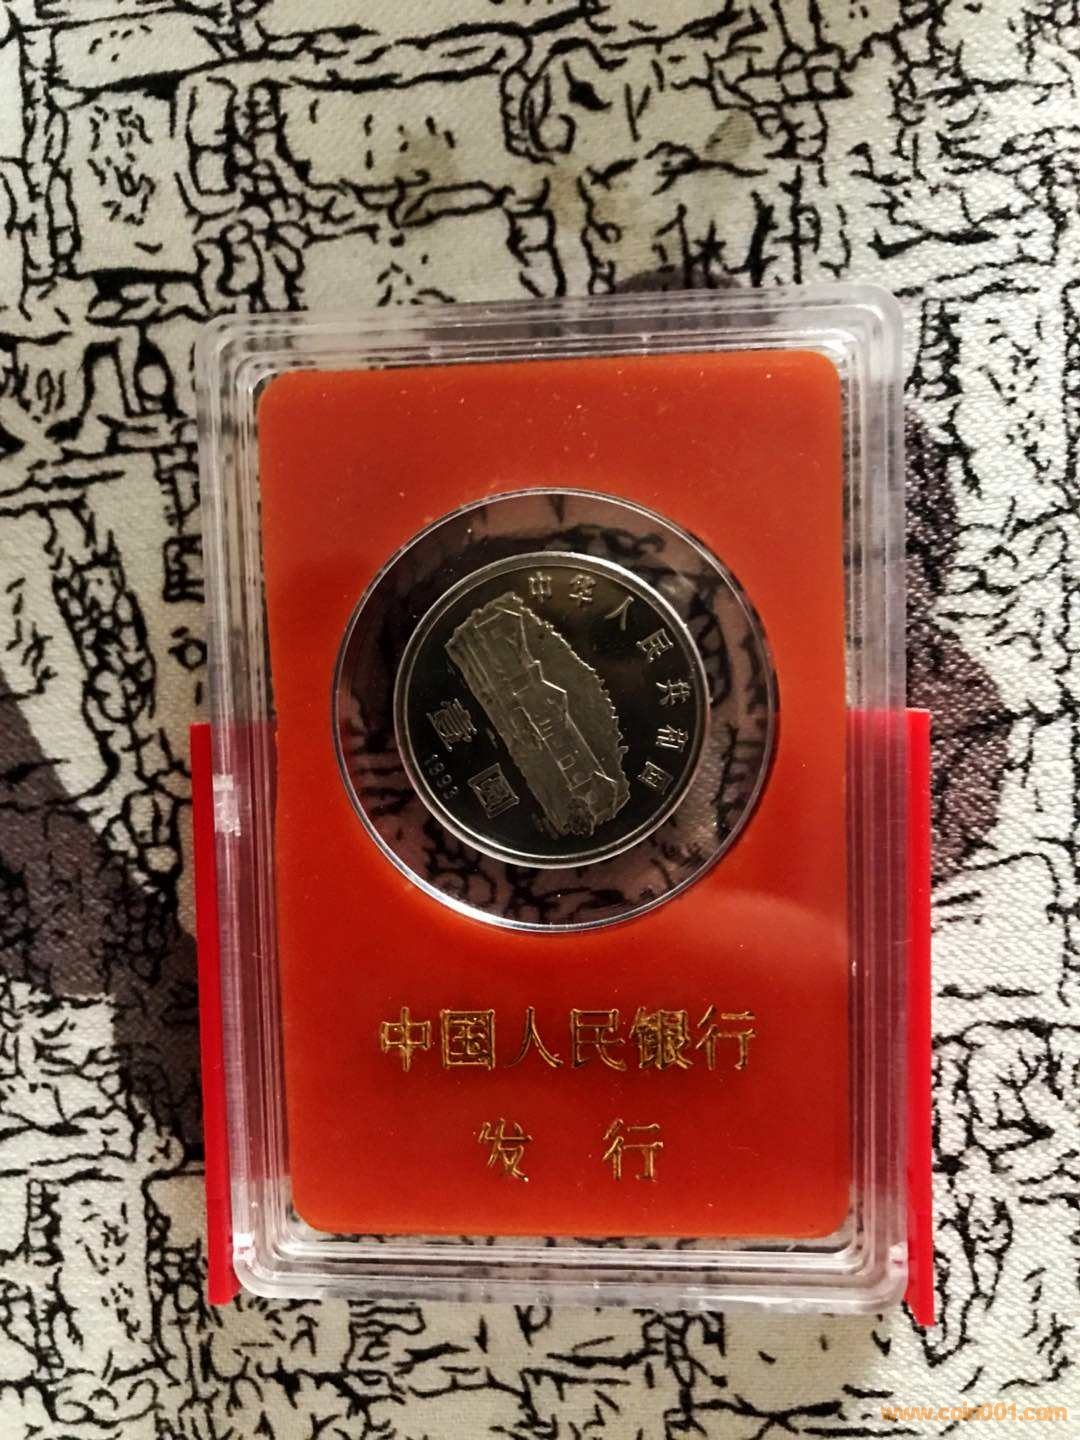 中华人民共和国
壹圆
1993
中国人民银行
发行
www.coin001.com